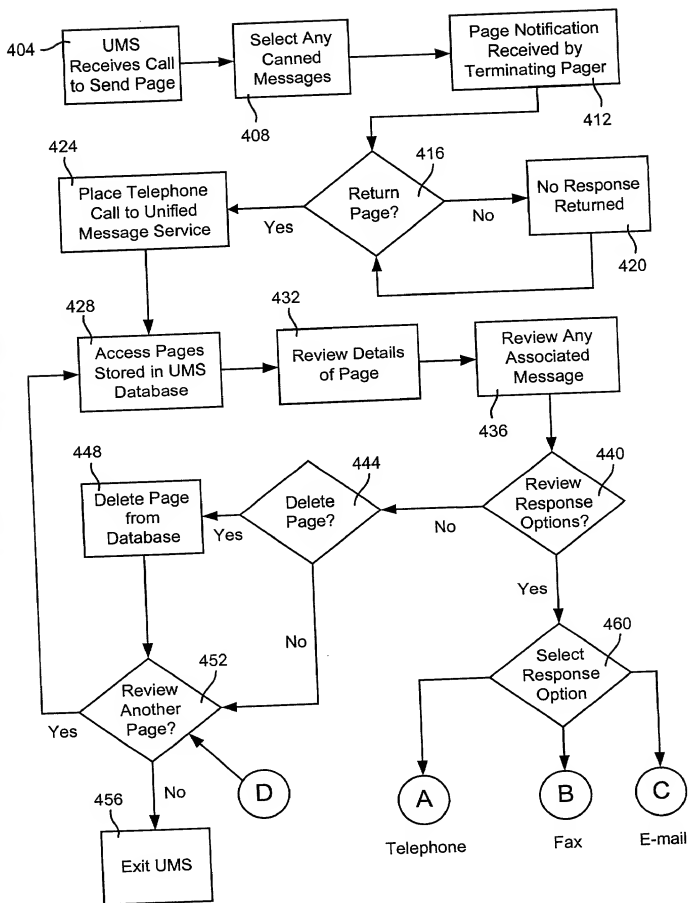 404
UMS
Receives Call
to Send Page
Select Any
Canned
Messages
408
Page Notification
Received by
Terminating Pager
412
424
Place Telephone
Call to Unified
Message Service
Yes
Return
Page?
416
No
No Response
Returned
420
428
Access Pages
Stored in UMS
Database
432
Review Details
of Page
Review Any
Associated
Message
436
448
Delete Page
from
Database
Yes
Delete
Page?
444
No
No
Review
Response
Options?
440
Yes
Select
Response
Option
460
Review
Another
Page?
452
Yes
No
D
456
Exit UMS
A
Telephone
B
Fax
C
E-mail